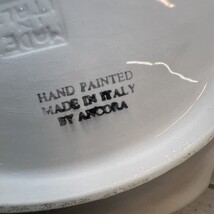 HAND PAINTED
MADE IN ITALY
BY ANCORA